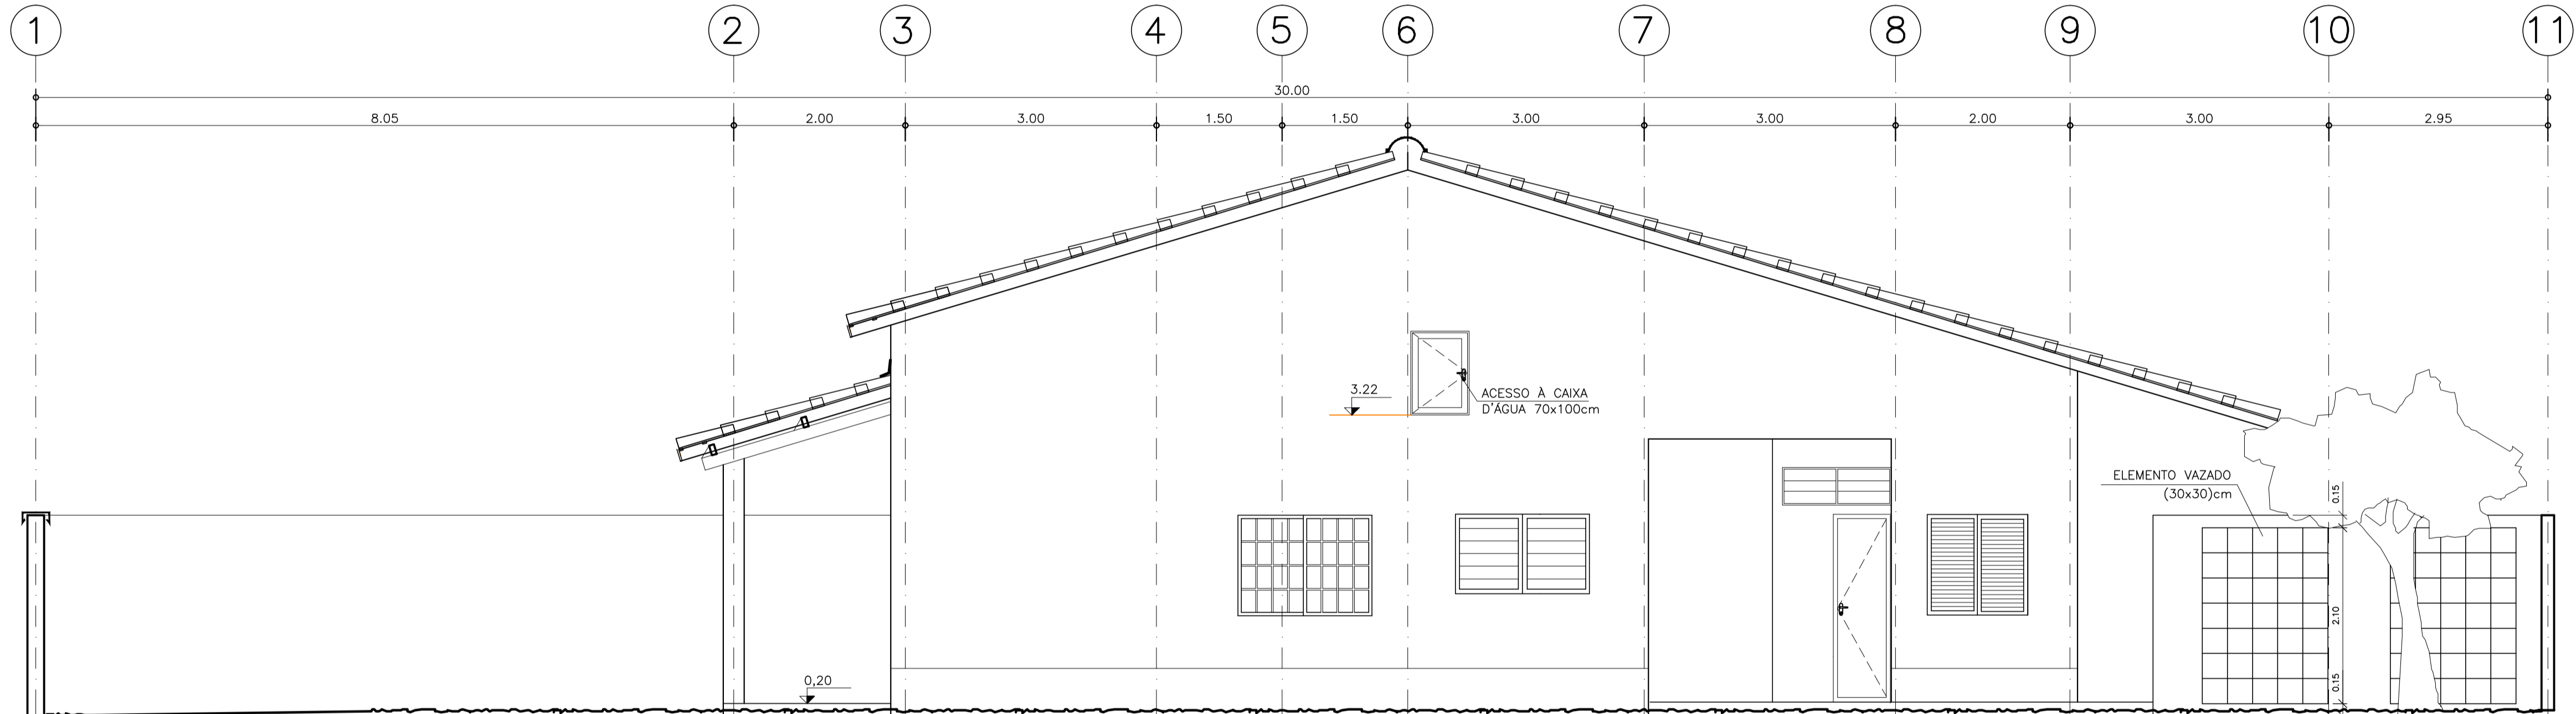 1 2 3 4 5 6 7 8 9 10 11
30.00
8.05 2.00 3.00 1.50 1.50 3.00 3.00 2.00 3.00 2.95
3.22
ACESSO À CAIXA
D'ÁGUA 70x100cm
ELEMENTO VAZADO
(30x30)cm
0.15
2.10
0.15
0,20